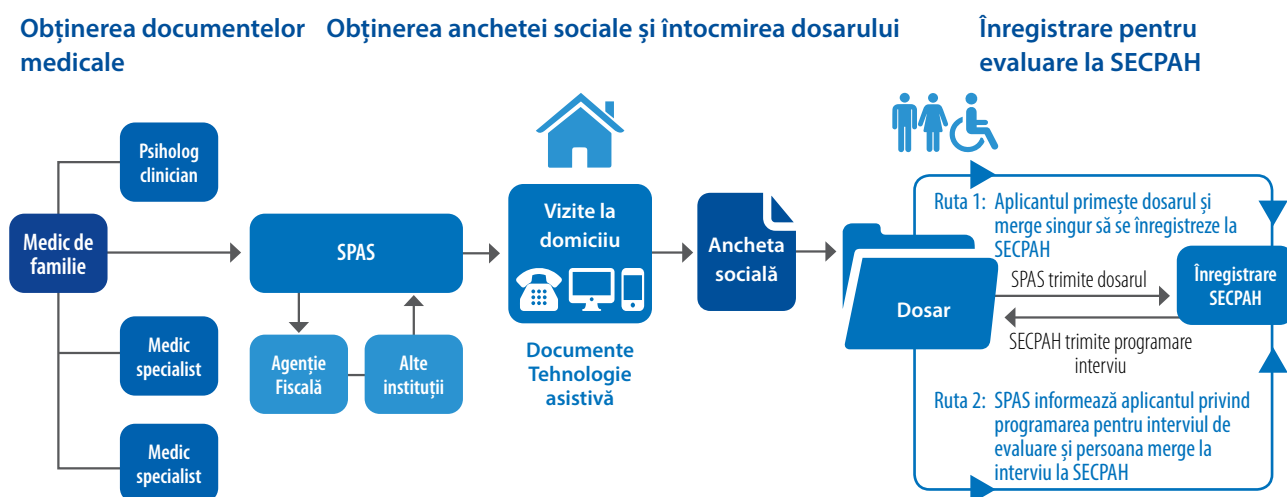 Obținerea documentelor
medicale
Obținerea anchetei sociale și întocmirea dosarului
Înregistrare pentru
evaluare la SECPAH
Psiholog
clinician
Medic de
familie
Medic
specialist
Medic
specialist
SPAS
Agenție
Fiscală
Alte
instituții
Vizite la
domiciiu
Documente
Tehnologie
asistivă
Ancheta
socială
Dosar
Ruta 1: Aplicantul primește dosarul și
merge singur să se înregistreze la
SECPAH
SPAS trimite dosarul
SECPAH trimite programare
interviu
Înregistrare
SECPAH
Ruta 2: SPAS informează aplicantul privind
programarea pentru interviul de
evaluare și persoana merge la
interviu la SECPAH